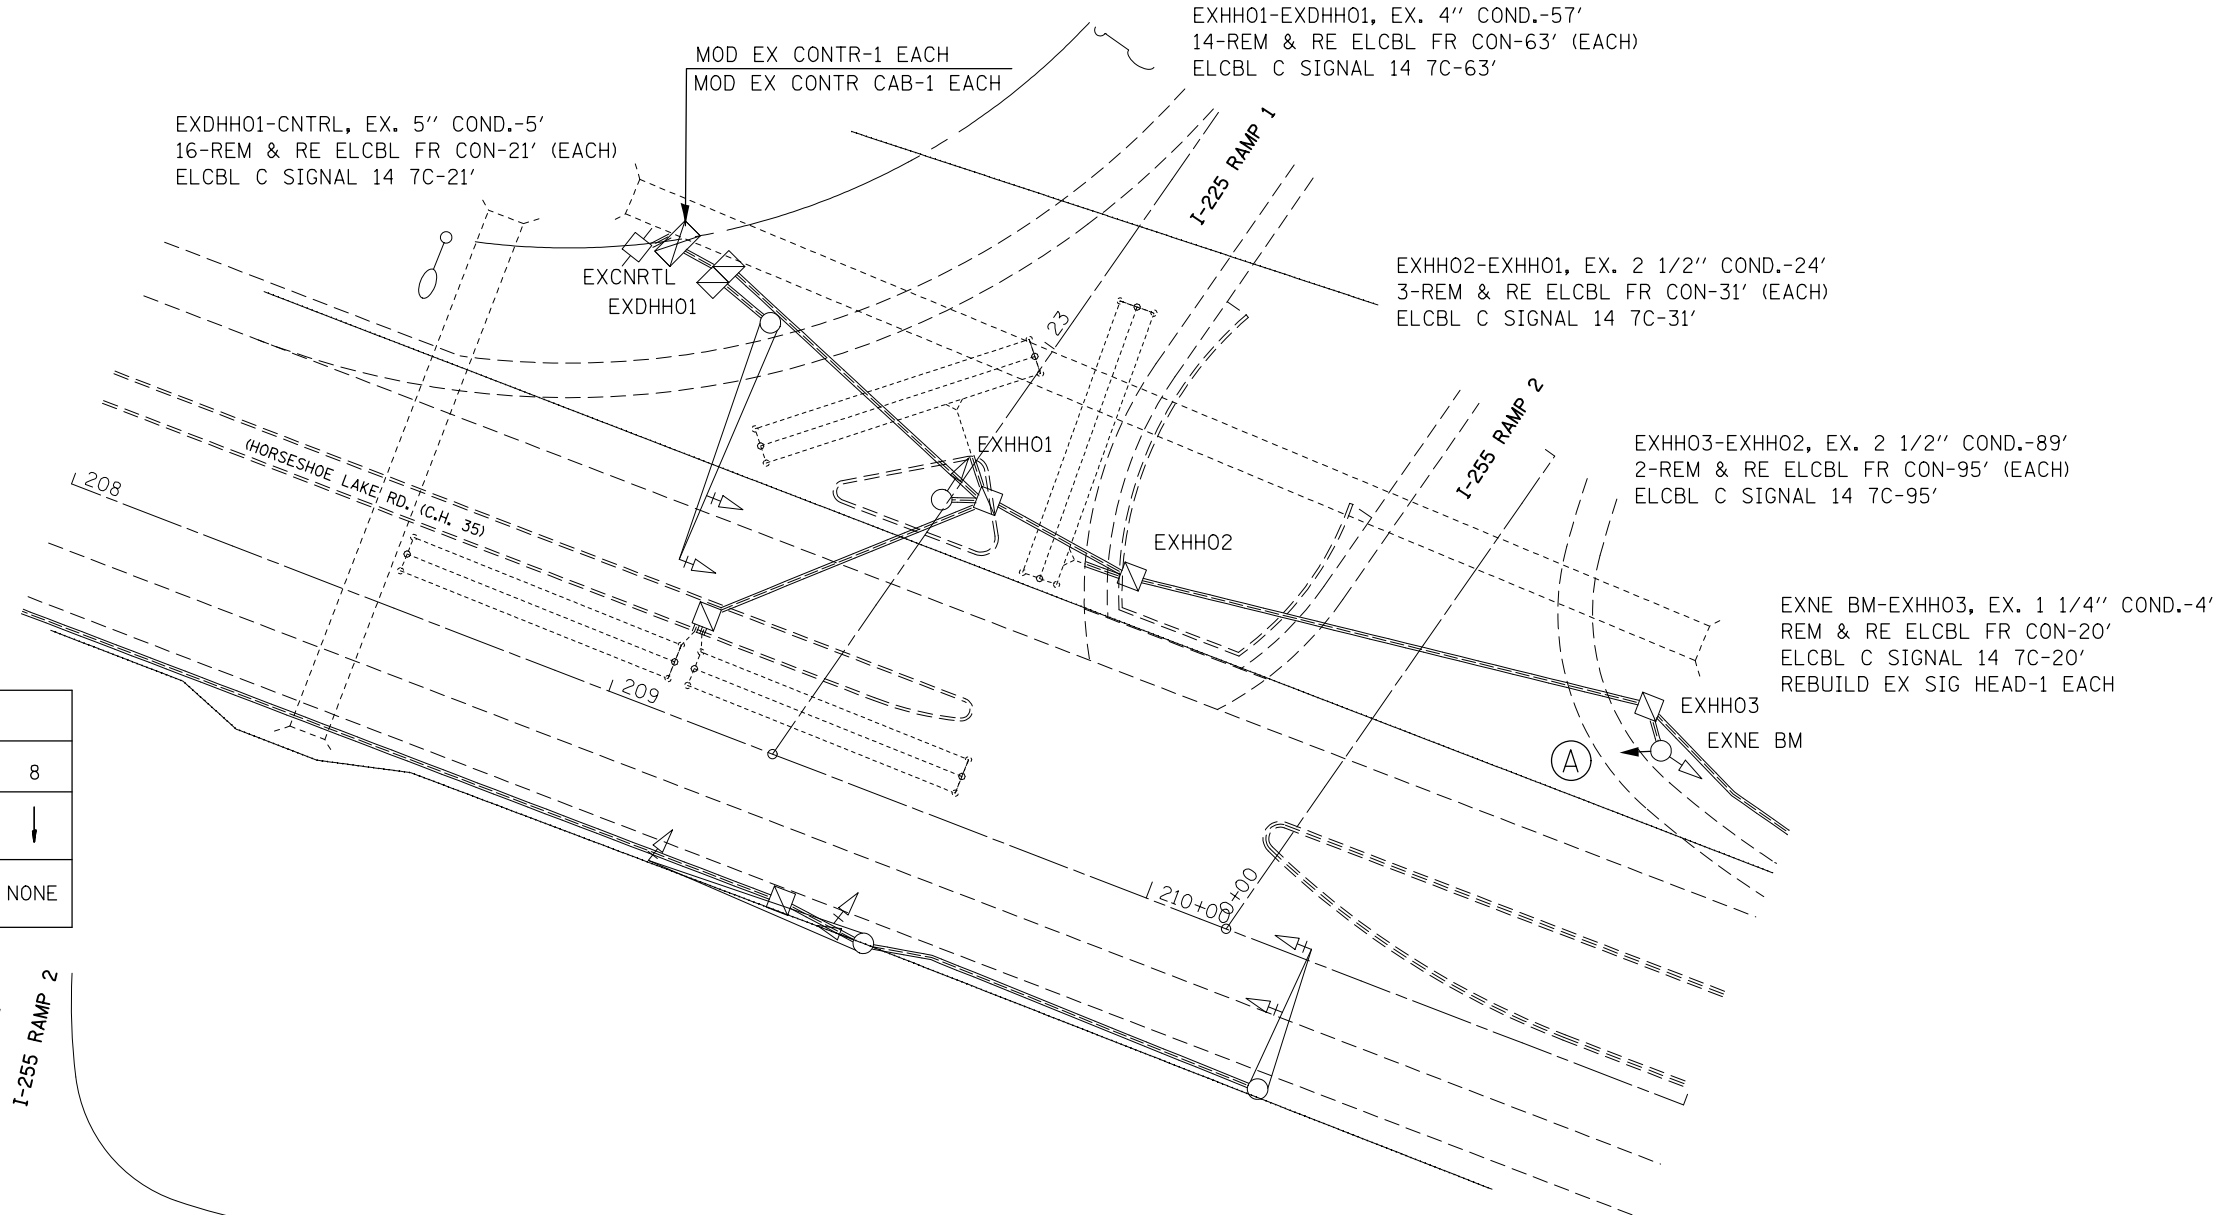 EXHH01-EXDHH01, EX. 4'' COND.-57'
14-REM & RE ELCBL FR CON-63' (EACH)
ELCBL C SIGNAL 14 7C-63'
MOD EX CONTR-1 EACH
MOD EX CONTR CAB-1 EACH
EXDHH01-CNTRL, EX. 5'' COND.-5'
16-REM & RE ELCBL FR CON-21' (EACH)
ELCBL C SIGNAL 14 7C-21'
I-225 RAMP 1
EXCNRTL
EXDHH01
EXHH02-EXHH01, EX. 2 1/2'' COND.-24'
3-REM & RE ELCBL FR CON-31' (EACH)
ELCBL C SIGNAL 14 7C-31'
23
I-255 RAMP 2
EXHH01
EXHH03-EXHH02, EX. 2 1/2'' COND.-89'
2-REM & RE ELCBL FR CON-95' (EACH)
ELCBL C SIGNAL 14 7C-95'
(HORSESHOE LAKE RD. (C.H. 35)
208
EXHH02
EXNE BM-EXHH03, EX. 1 1/4'' COND.-4'
REM & RE ELCBL FR CON-20'
ELCBL C SIGNAL 14 7C-20'
REBUILD EX SIG HEAD-1 EACH
209
EXHH03
EXNE BM
A
8
NONE
210+00
0+00
I-255 RAMP 2